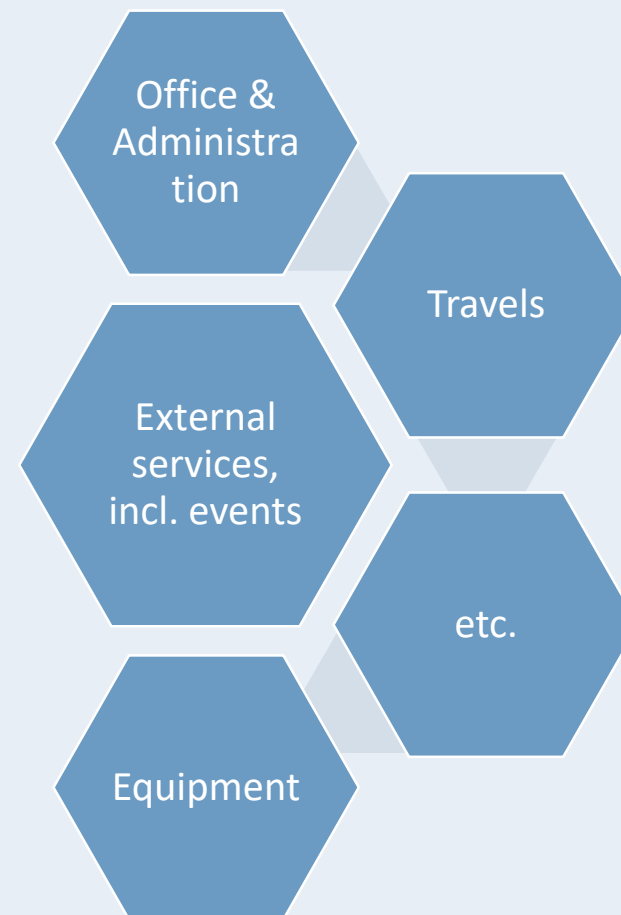 Office &
Administra
tion
Travels
External
services,
incl. events
etc.
Equipment